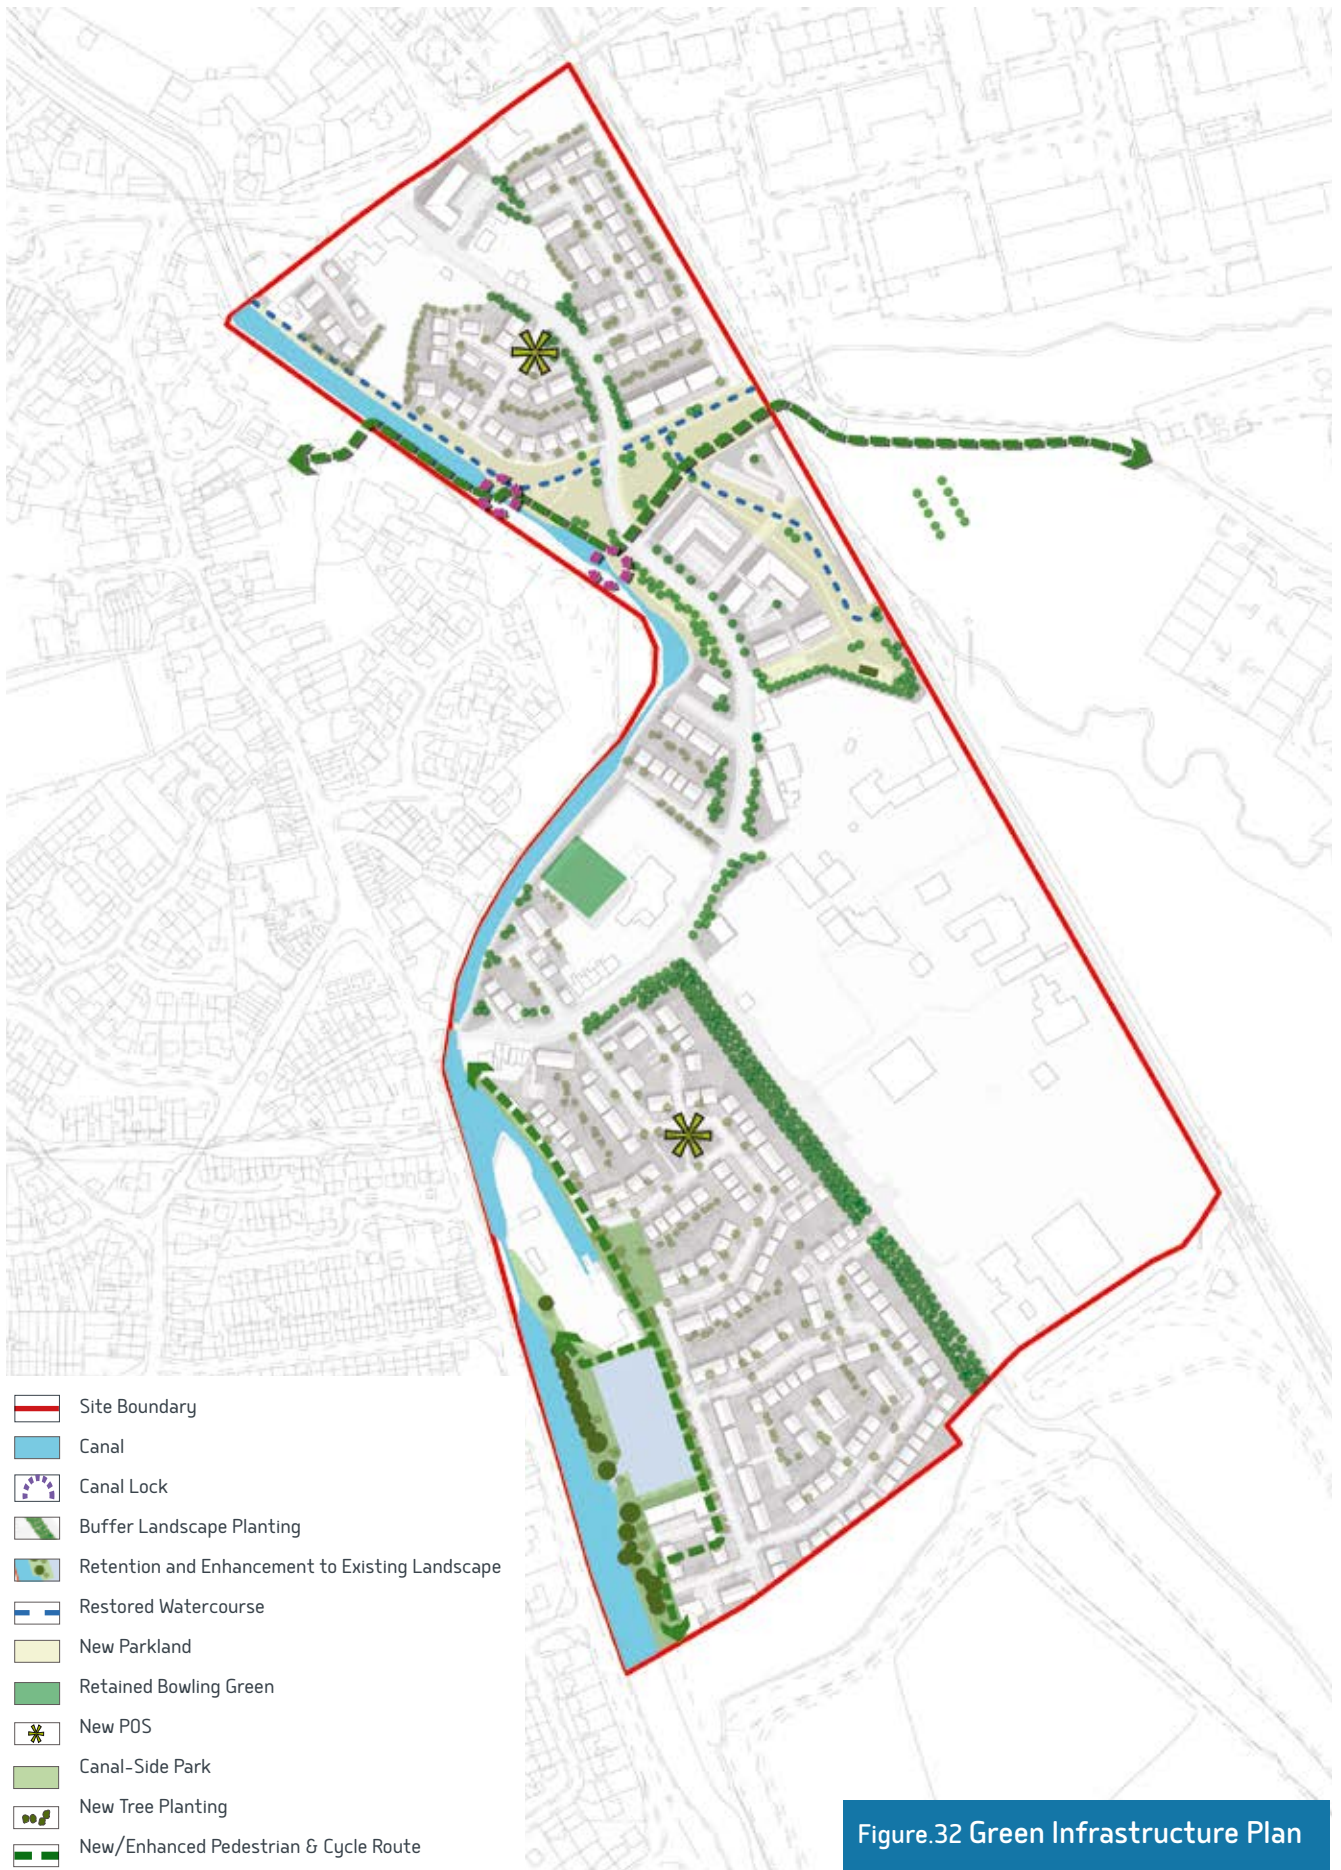 Site Boundary
Canal
Canal Lock
Buffer Landscape Planting
Retention and Enhancement to Existing Landscape
Restored Watercourse
New Parkland
Retained Bowling Green
New POS
Canal-Side Park
New Tree Planting
New/Enhanced Pedestrian & Cycle Route
Figure.32 Green Infrastructure Plan